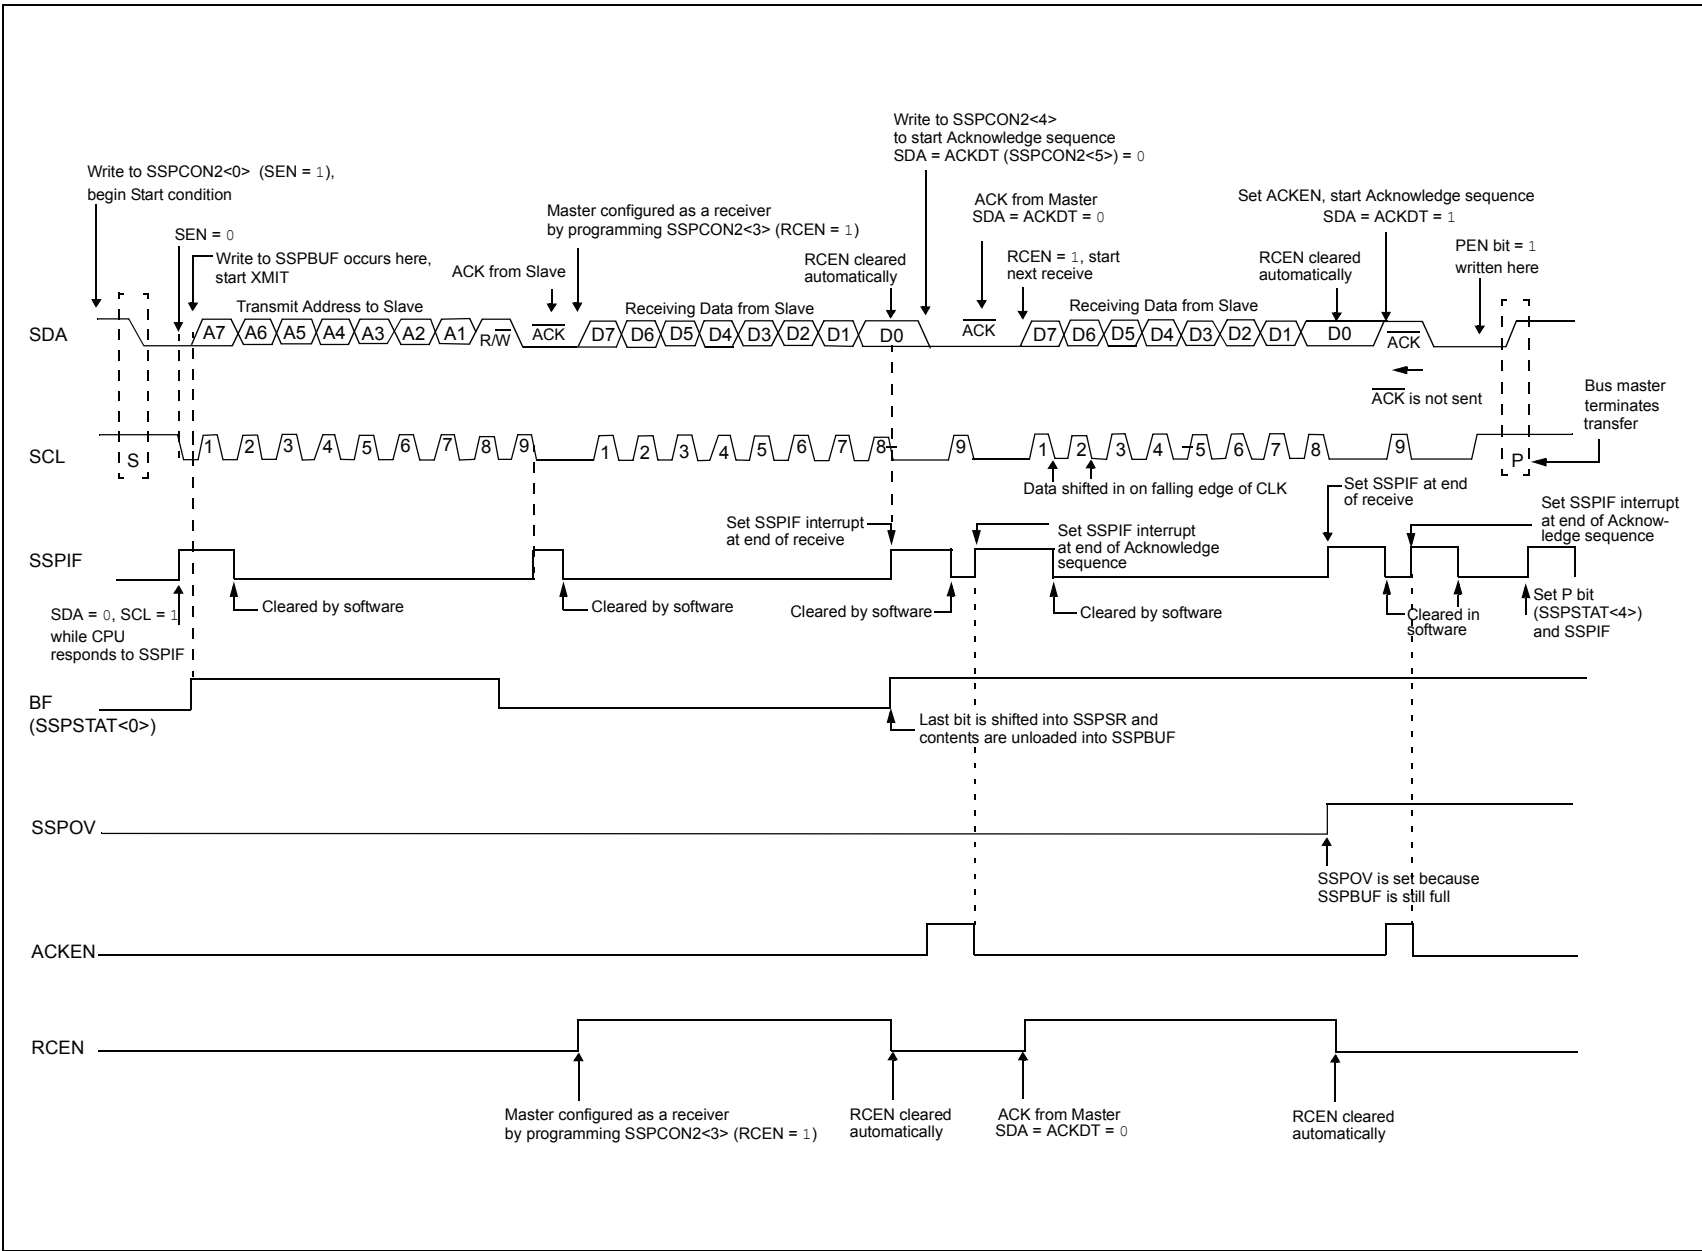 Write to SSPCON2<4>
to start Acknowledge sequence
SDA = ACKDT (SSPCON2<5>) = 0
Write to SSPCON2<0> (SEN = 1),
begin Start condition
Master configured as a receiver
by programming SSPCON2<3> (RCEN = 1)
ACK from Master
SDA = ACKDT = 0
Set ACKEN, start Acknowledge sequence
SDA = ACKDT = 1
SEN = 0
Write to SSPBUF occurs here,
start XMIT
ACK from Slave
RCEN cleared
automatically
RCEN = 1, start
next receive
RCEN cleared
automatically
PEN bit = 1
written here
Transmit Address to Slave
Receiving Data from Slave
Receiving Data from Slave
SDA
A7 A6 A5 A4 A3 A2 A1 R/W ACK D7 D6 D5 D4 D3 D2 D1 D0 ACK D7 D6 D5 D4 D3 D2 D1 D0 ACK
ACK is not sent
Bus master
terminates
transfer
SCL
S 1 2 3 4 5 6 7 8 9 1 2 3 4 5 6 7 8 9 1 2 3 4 5 6 7 8 9 P
Data shifted in on falling edge of CLK
Set SSPIF interrupt
at end of receive
Set SSPIF interrupt
at end of Acknowledge
sequence
Set SSPIF at end
of receive
Set SSPIF interrupt
at end of Acknow-
ledge sequence
SSPIF
SDA = 0, SCL = 1
while CPU
responds to SSPIF
Cleared by software
Cleared by software
Cleared by software
Cleared by software
Cleared in
software
Set P bit
(SSPSTAT<4>)
and SSPIF
BF
(SSPSTAT<0>)
Last bit is shifted into SSPSR and
contents are unloaded into SSPBUF
SSPOV
SSPOV is set because
SSPBUF is still full
ACKEN
RCEN
Master configured as a receiver
by programming SSPCON2<3> (RCEN = 1)
RCEN cleared
automatically
ACK from Master
SDA = ACKDT = 0
RCEN cleared
automatically